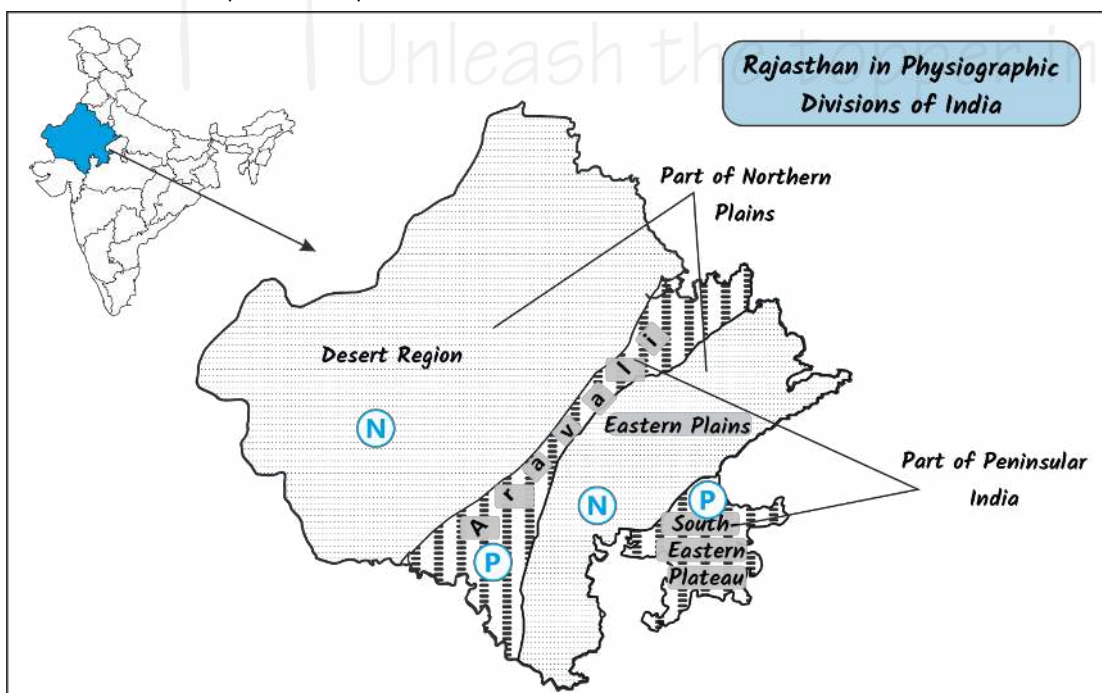 Unleash the topper in
Rajasthan in Physiographic
Divisions of India
Part of Northern
Plains
Desert Region
Aravali
N
Eastern Plains
Part of Peninsular
India
N
P
South
Eastern
Plateau
P